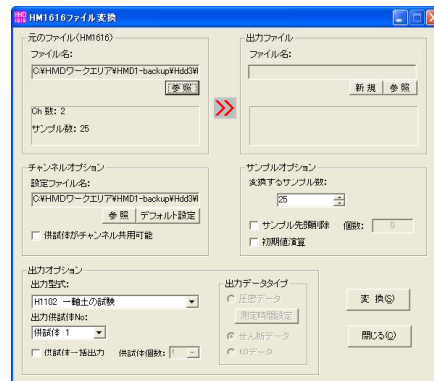 HM1616ファイル変換
元のファイル(HM1616)
ファイル名:
C:¥HMDワークエリア¥HMD1-backup¥Hdd3¥
参 照
Ch 数: 2
サンプル数: 25
出力ファイル
ファイル名:
新 規 参 照
チャンネルオプション
設定ファイル名:
C:¥HMDワークエリア¥HMD1-backup¥Hdd3¥
参 照 デフォルト設定
供試体がチャンネル共用可能
サンプルオプション
変換するサンプル数:
25
サンプル先頭削除 個数: 0
初期値演算
出力オプション
出力型式:
H1102 一軸土の試験
出力供試体No:
供試体 1
供試体一括出力 供試体個数:
出力データタイプ
圧密データ
測定時間設定
せん断データ
K0データ
変 換(S)
閉じる(Q)